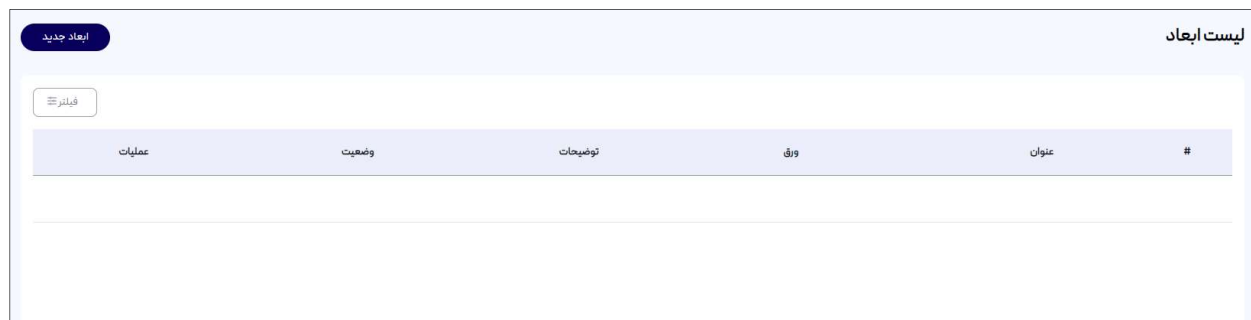 لیست ابعاد
ابعاد جدید
فیلتر
# عنوان ورق توضیحات وضعیت عملیات